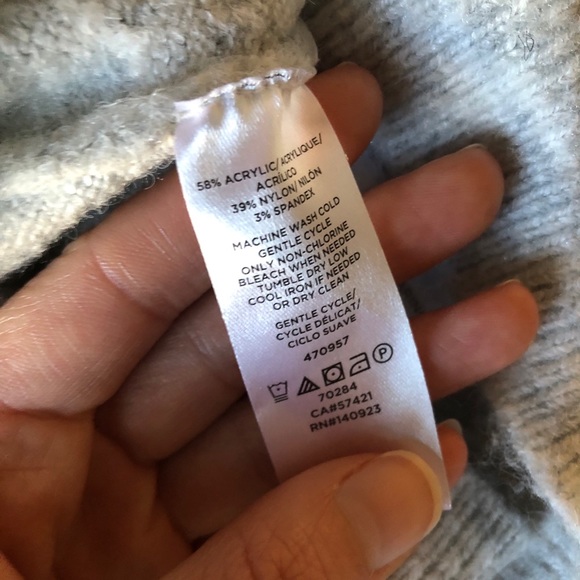 58% ACRYLIC/ACRYLIQUE/
ACRÍLICO
39% NYLON/NILÓN
3% SPANDEX
MACHINE WASH COLD
GENTLE CYCLE
ONLY NON-CHLORINE
BLEACH WHEN NEEDED
TUMBLE DRY LOW
COOL IRON IF NEEDED
OR DRY CLEAN
GENTLE CYCLE/
CYCLE DÉLICAT/
CICLO SUAVE
470957
P
70284
CA#57421
RN#140923